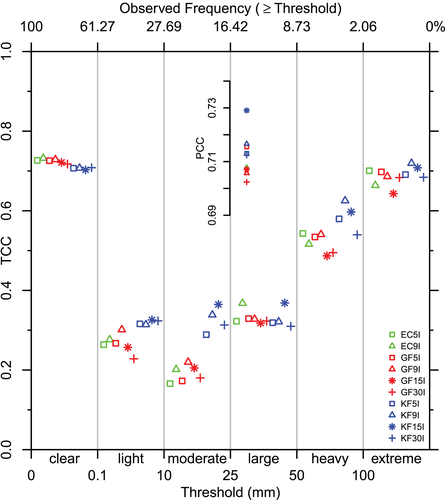 Observed Frequency ( ≥ Threshold)
100 61.27 27.69 16.42 8.73 2.06 0%
1.0
0.8
TCC
0.6
0.4
0.2
0.0
PCC
0.73
0.71
0.69
EC5I
EC9I
GF5I
GF9I
GF15I
GF30I
KF5I
KF9I
KF15I
KF30I
clear light moderate large heavy extreme
0 0.1 10 25 50 100
Threshold (mm)